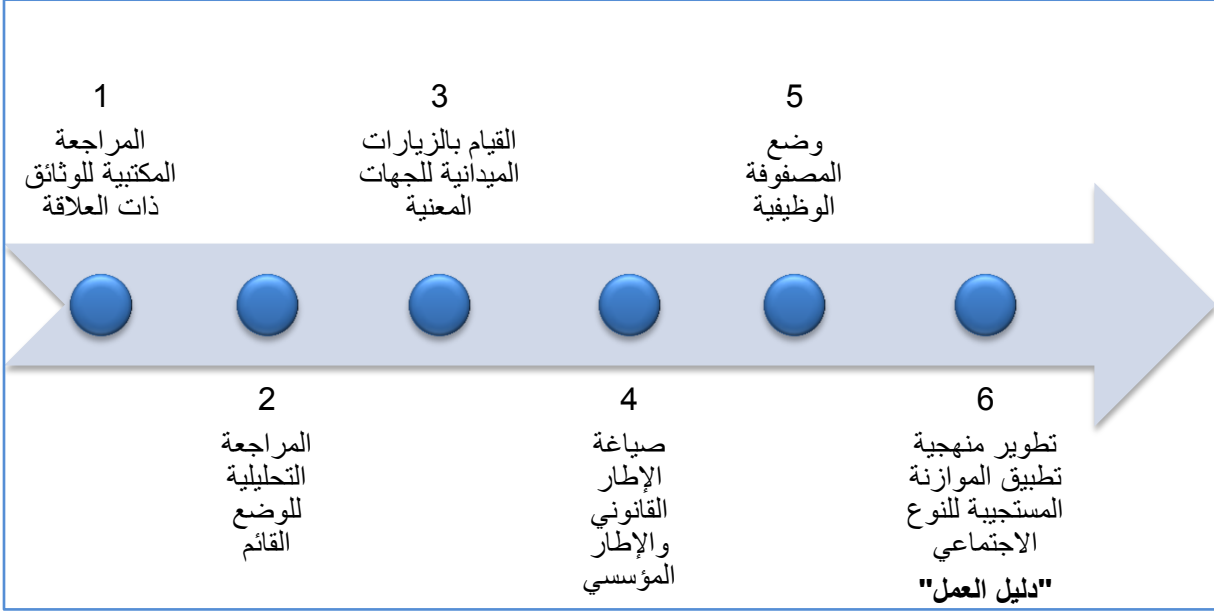 1
المراجعة
المكتبية للوثائق
ذات العلاقة
2
المراجعة
التحليلية
للوضع
القائم
3
القيام بالزيارات
الميدانية للجهات
المعنية
4
صياغة
الإطار
القانوني
والإطار
المؤسسي
5
وضع
المصفوفة
الوظيفية
6
تطوير منهجية
تطبيق الموازنة
المستجيبة للنوع
الاجتماعي
"دليل العمل"